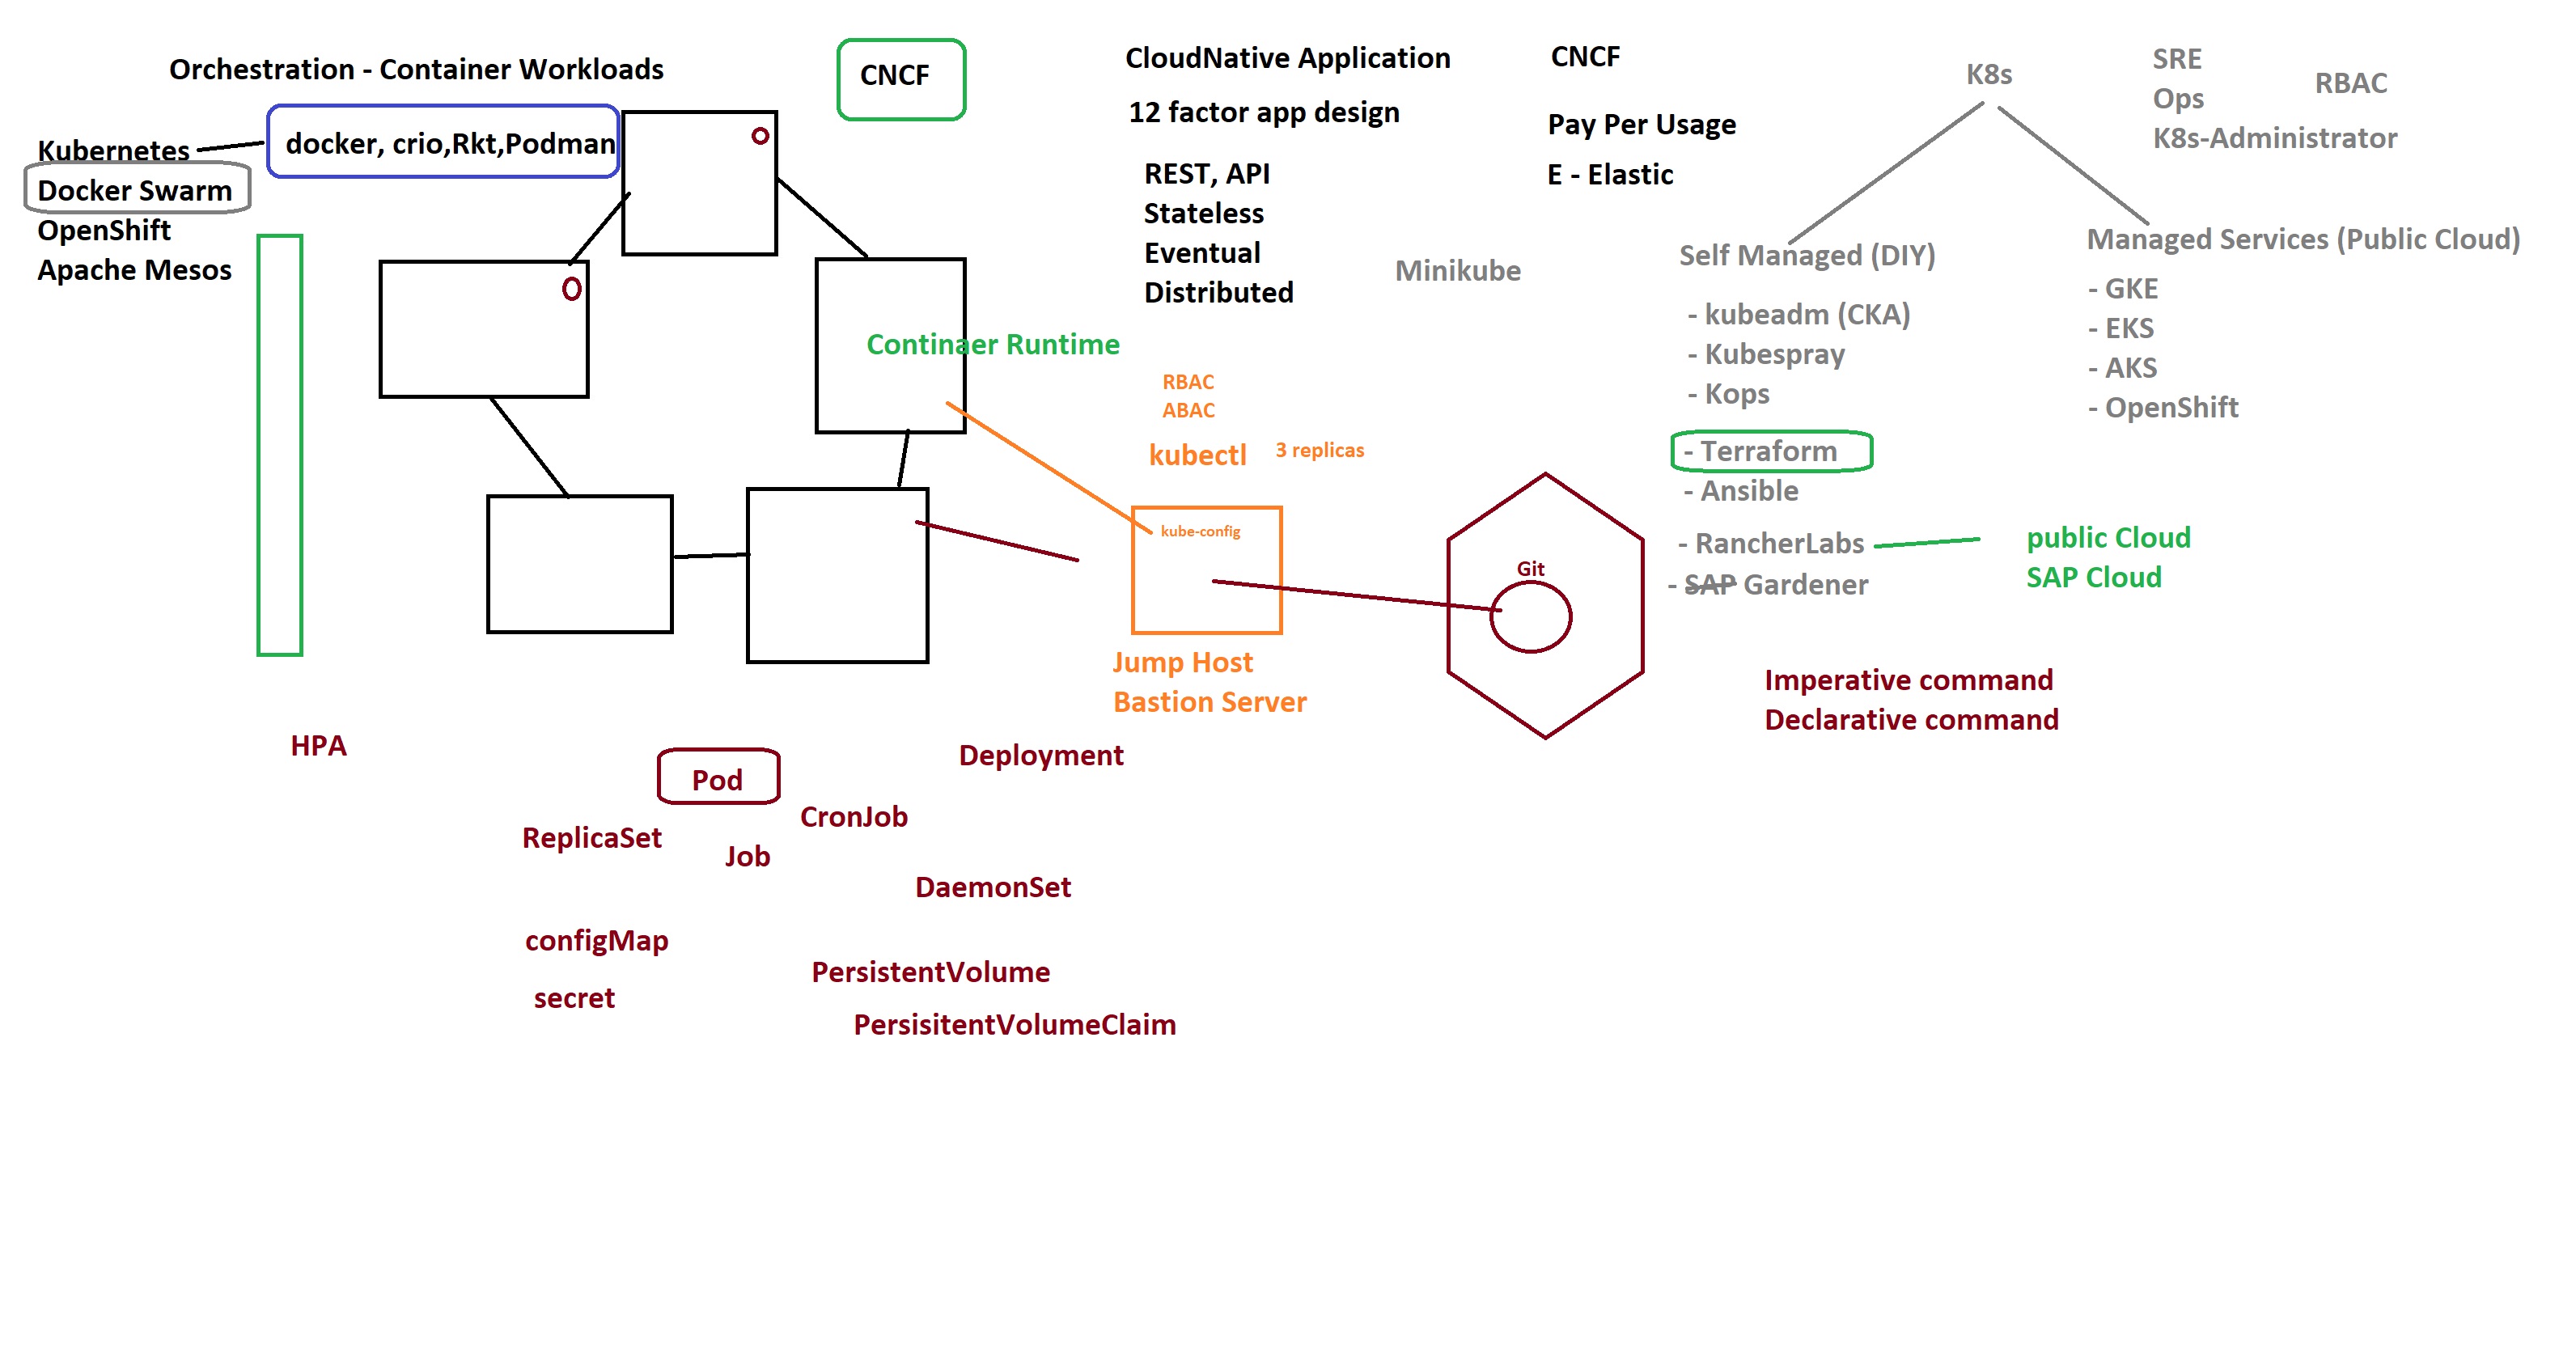 Orchestration - Container Workloads
Kubernetes
docker, crio,Rkt,Podman
Docker Swarm
OpenShift
Apache Mesos
CNCF
CloudNative Application
12 factor app design
REST, API
Stateless
Eventual
Distributed
CNCF
Pay Per Usage
E - Elastic
K8s
SRE
Ops
K8s-Administrator
RBAC
Minikube
Self Managed (DIY)
- kubeadm (CKA)
- Kubespray
- Kops
- Terraform
- Ansible
- RancherLabs
- SAP Gardener
Managed Services (Public Cloud)
- GKE
- EKS
- AKS
- OpenShift
public Cloud
SAP Cloud
Continaer Runtime
RBAC
ABAC
kubectl
3 replicas
kube-config
Jump Host
Bastion Server
Git
Imperative command
Declarative command
HPA
Pod
Deployment
CronJob
ReplicaSet
Job
DaemonSet
configMap
PersistentVolume
secret
PersisitentVolumeClaim